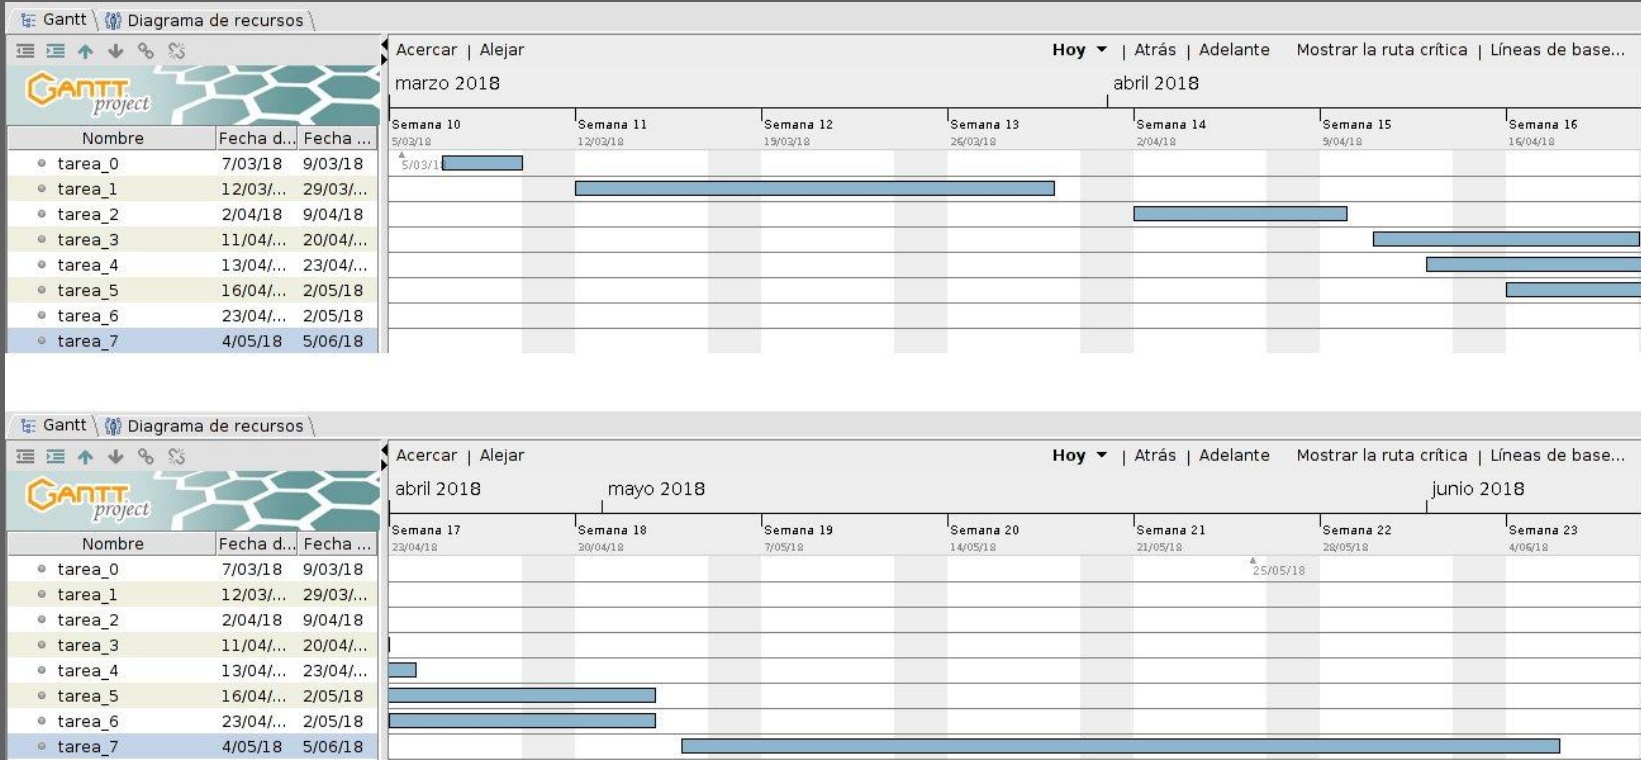 Gantt Diagrama de recursos
Acercar | Alejar Hoy | Atrás | Adelante Mostrar la ruta crítica | Líneas de base...
GANTT project
marzo 2018 abril 2018
Semana 10 Semana 11 Semana 12 Semana 13 Semana 14 Semana 15 Semana 16
Nombre Fecha d... Fecha ... 5/03/18 12/03/18 19/03/18 26/03/18 2/04/18 9/04/18 16/04/18
tarea_0 7/03/18 9/03/18 5/03/18
tarea_1 12/03/... 29/03/...
tarea_2 2/04/18 9/04/18
tarea_3 11/04/... 20/04/...
tarea_4 13/04/... 23/04/...
tarea_5 16/04/... 2/05/18
tarea_6 23/04/... 2/05/18
tarea_7 4/05/18 5/06/18
Gantt Diagrama de recursos
Acercar | Alejar Hoy | Atrás | Adelante Mostrar la ruta crítica | Líneas de base...
GANTT project
abril 2018 mayo 2018 junio 2018
Semana 17 Semana 18 Semana 19 Semana 20 Semana 21 Semana 22 Semana 23
Nombre Fecha d... Fecha ... 23/04/18 30/04/18 7/05/18 14/05/18 21/05/18 28/05/18 4/06/18
tarea_0 7/03/18 9/03/18 25/05/18
tarea_1 12/03/... 29/03/...
tarea_2 2/04/18 9/04/18
tarea_3 11/04/... 20/04/...
tarea_4 13/04/... 23/04/...
tarea_5 16/04/... 2/05/18
tarea_6 23/04/... 2/05/18
tarea_7 4/05/18 5/06/18